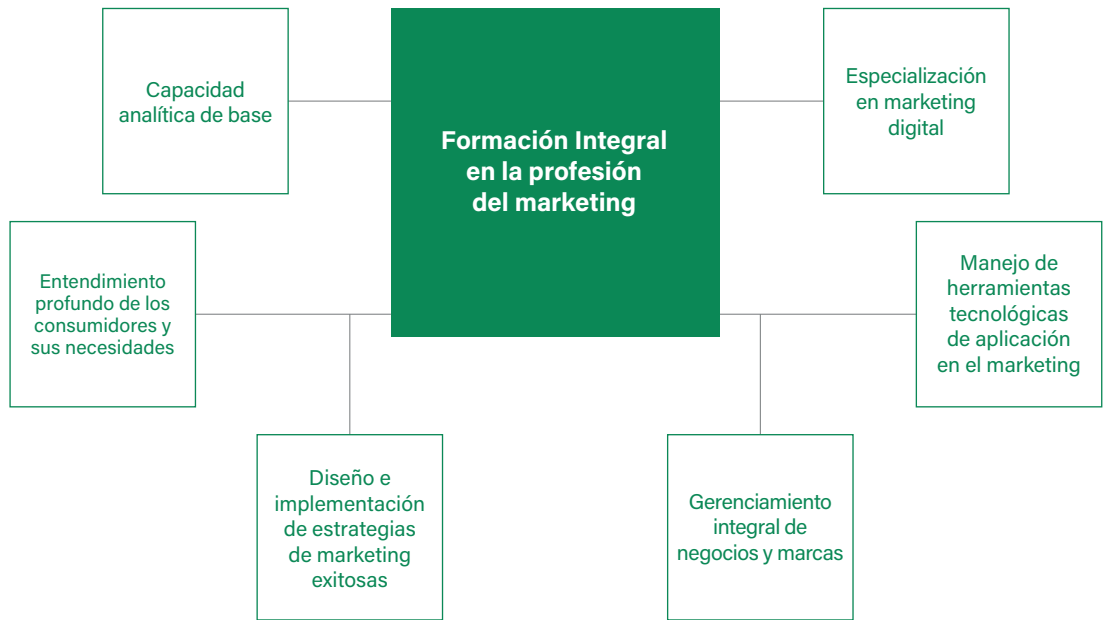 Capacidad
analítica de base
Formación Integral
en la profesión
del marketing
Especialización
en marketing
digital
Entendimiento
profundo de los
consumidores y
sus necesidades
Manejo de
herramientas
tecnológicas
de aplicación
en el marketing
Diseño e
implementación
de estrategias
de marketing
exitosas
Gerenciamiento
integral de
negocios y marcas